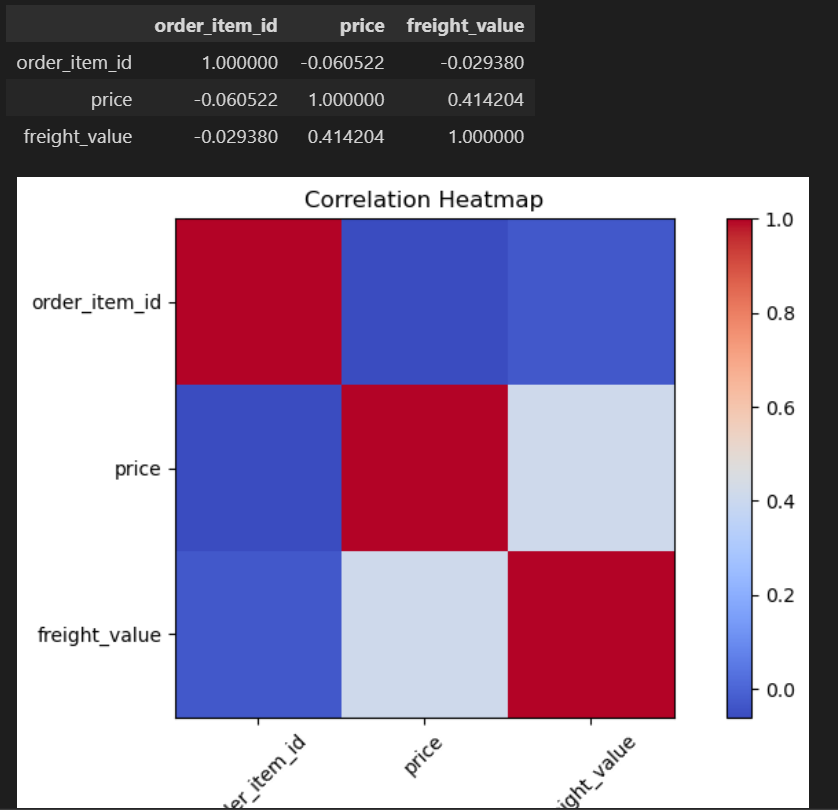 order_item_id price freight_value
order_item_id 1.000000 -0.060522 -0.029380
price -0.060522 1.000000 0.414204
freight_value -0.029380 0.414204 1.000000
Correlation Heatmap
order_item_id
price
freight_value
1.0
0.8
0.6
0.4
0.2
0.0
er_item_id
price
ight_value